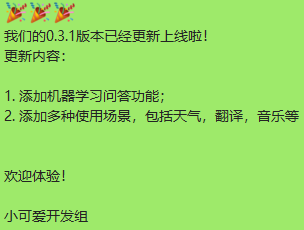 🎉🎉🎉
我们的0.3.1版本已经更新上线啦！
更新内容：
1. 添加机器学习问答功能；
2. 添加多种使用场景，包括天气，翻译，音乐等
欢迎体验！
小可爱开发组